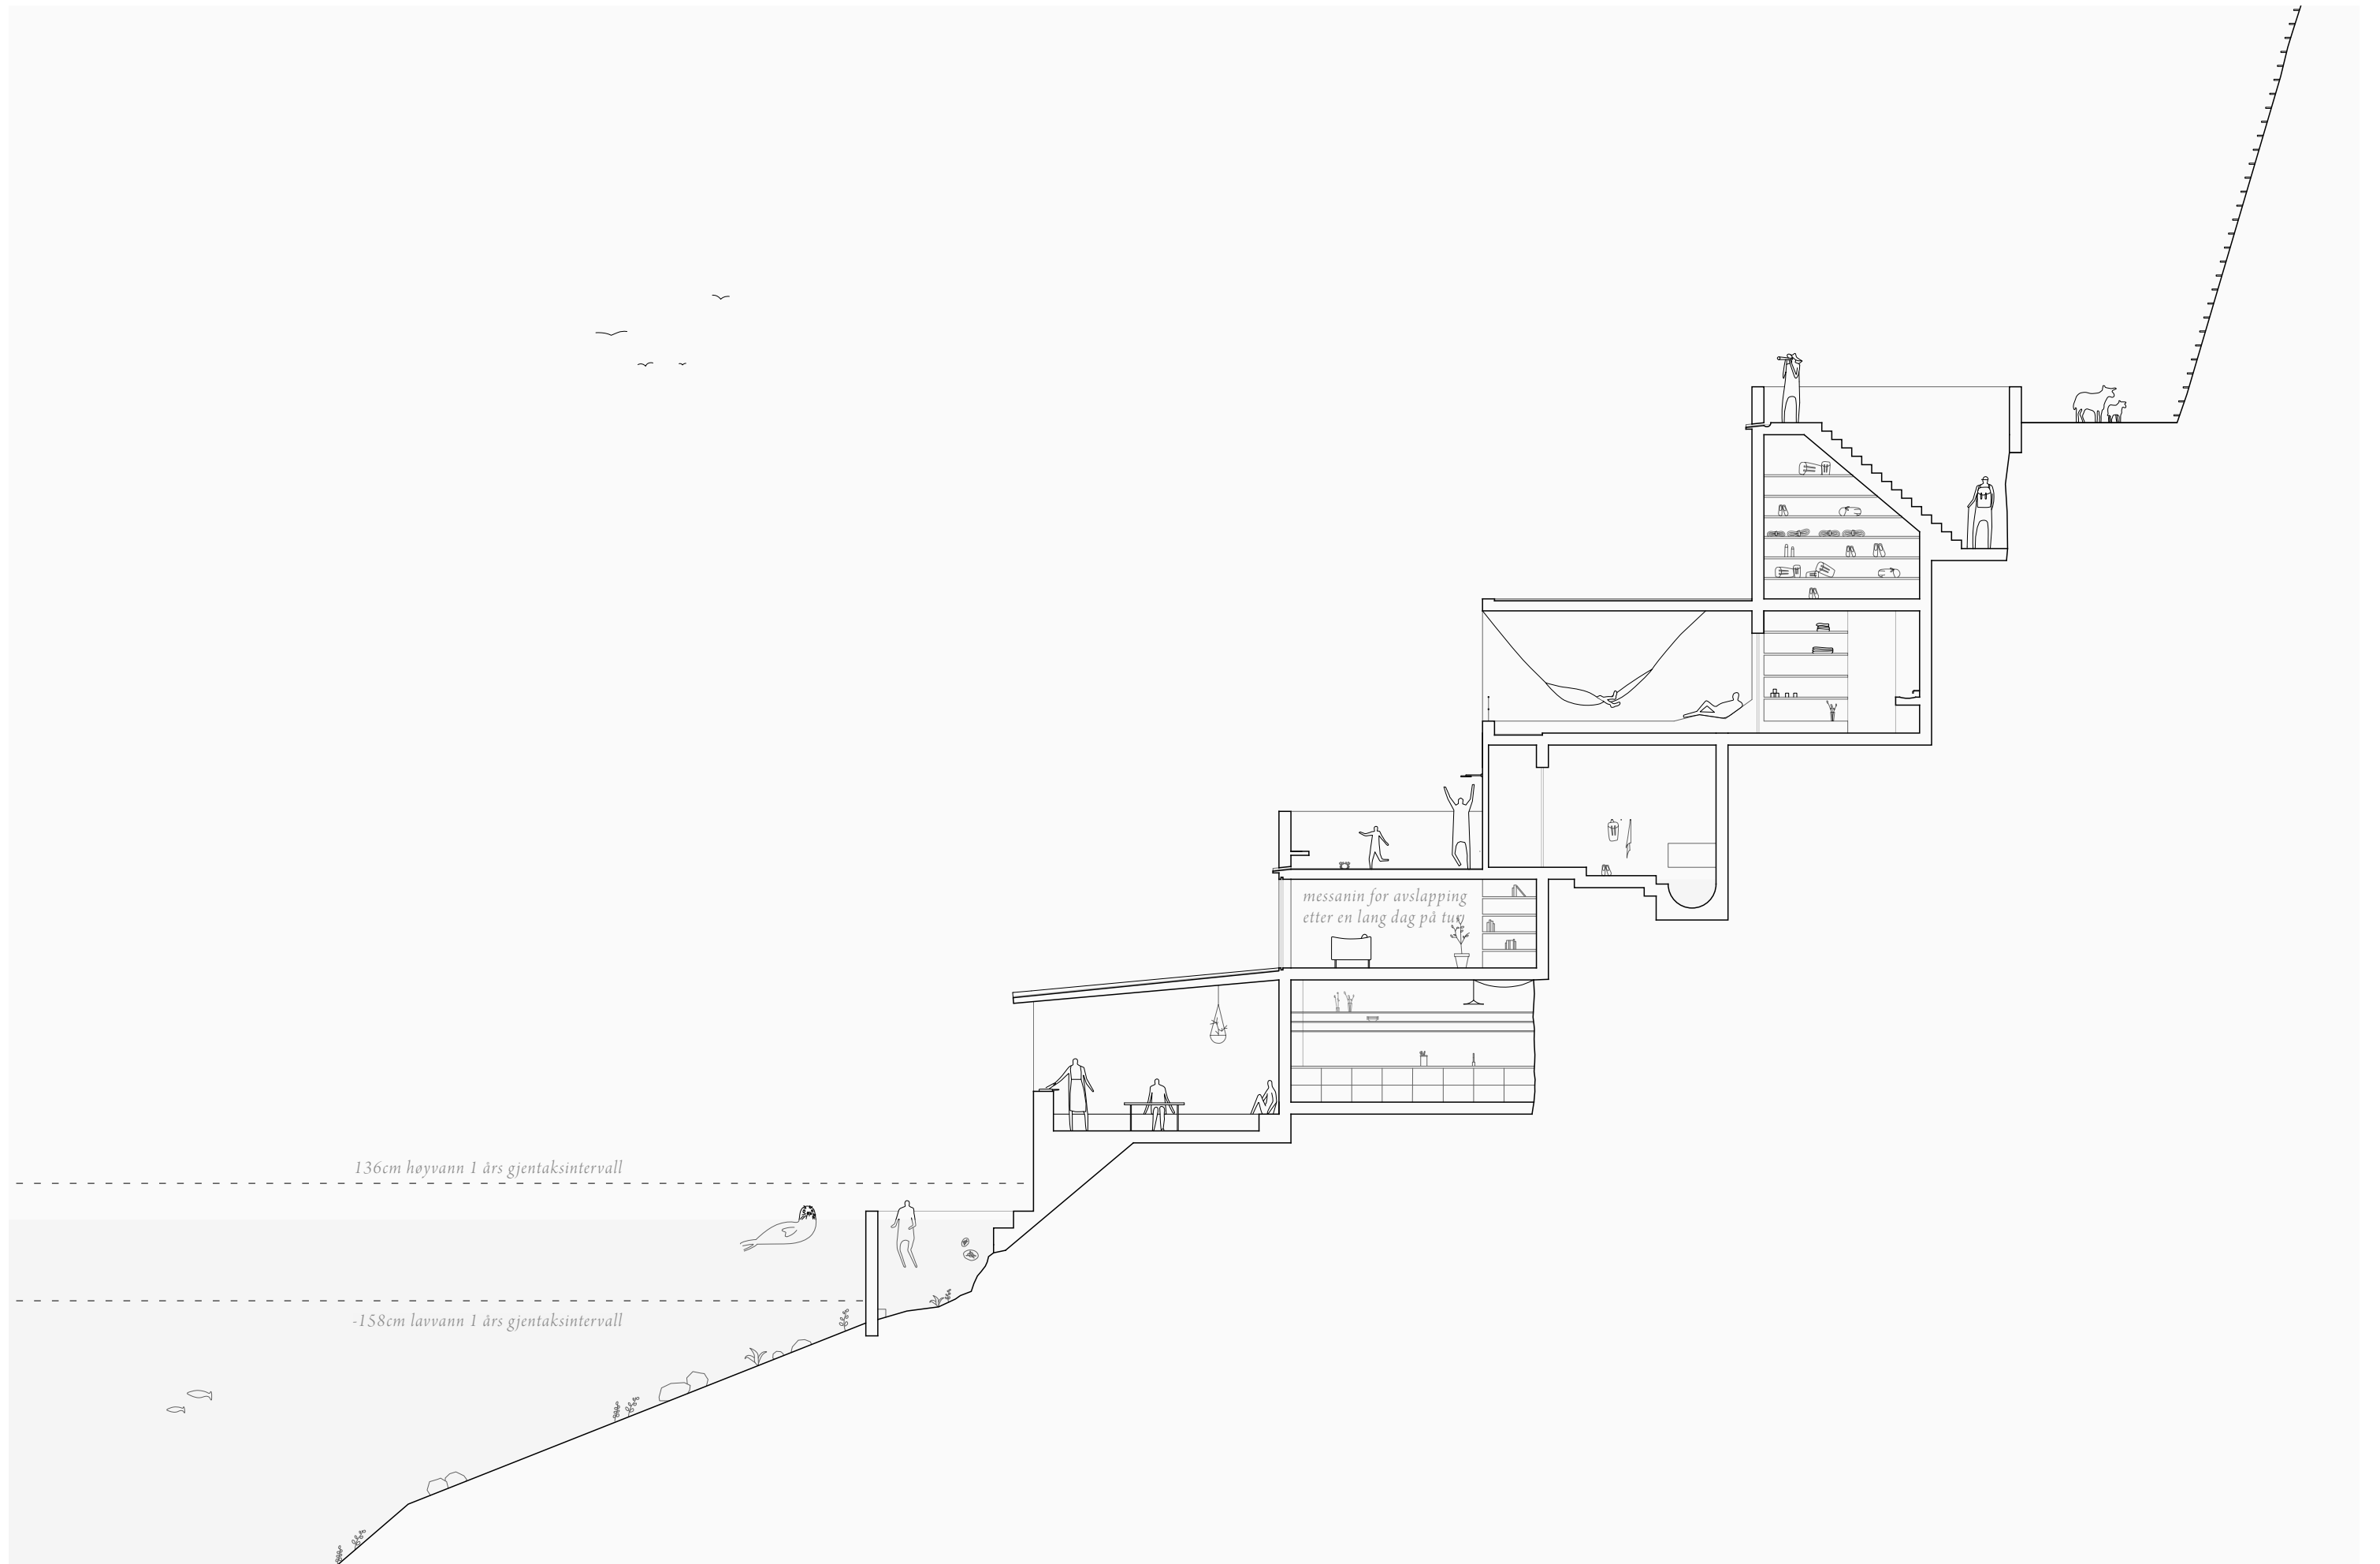 messanin for avslapping
etter en lang dag på tur
136cm høyvann 1 års gjentaksintervall
-158cm lavvann 1 års gjentaksintervall